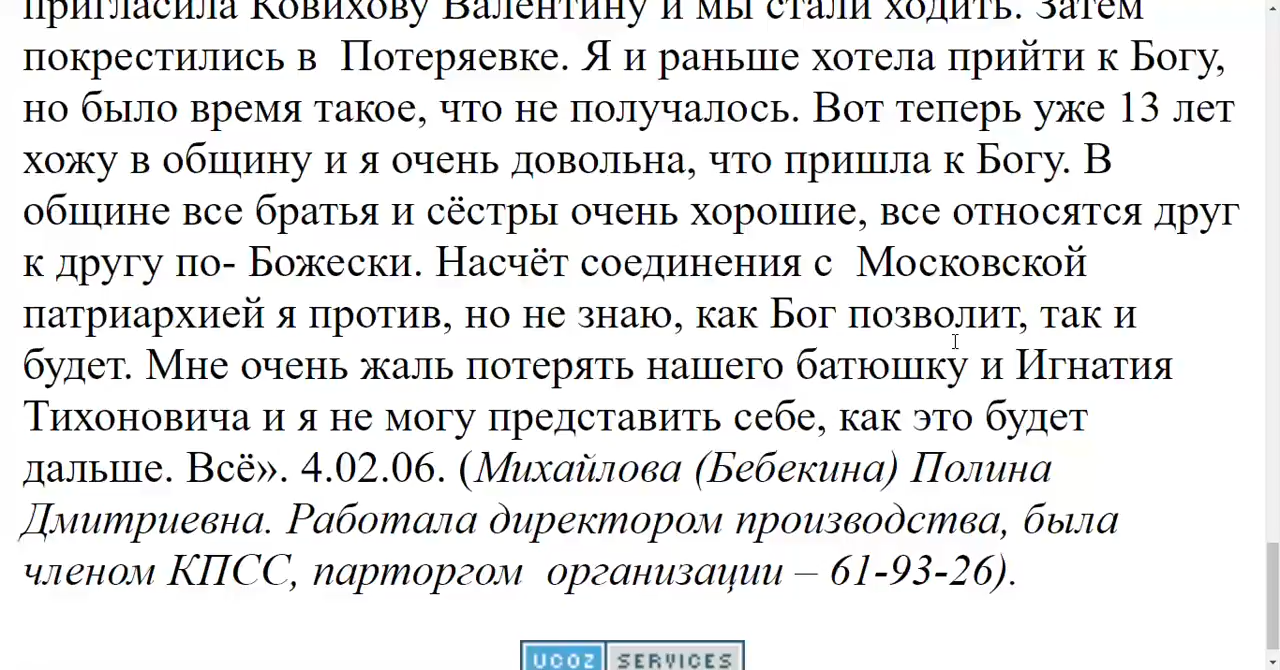 пригласила Ковихову Валентину и мы стали ходить. Затем
покрестились в  Потеряевке. Я и раньше хотела прийти к Богу,
но было время такое, что не получалось. Вот теперь уже 13 лет
хожу в общину и я очень довольна, что пришла к Богу. В
общине все братья и сёстры очень хорошие, все относятся друг
к другу по- Божески. Насчёт соединения с  Московской
патриархией я против, но не знаю, как Бог позволит, так и
будет. Мне очень жаль потерять нашего батюшку и Игнатия
Тихоновича и я не могу представить себе, как это будет
дальше. Всё». 4.02.06. (Михайлова (Бебекина) Полина
Дмитриевна. Работала директором производства, была
членом КПСС, парторгом  организации – 61-93-26).
UCOZ SERVICES